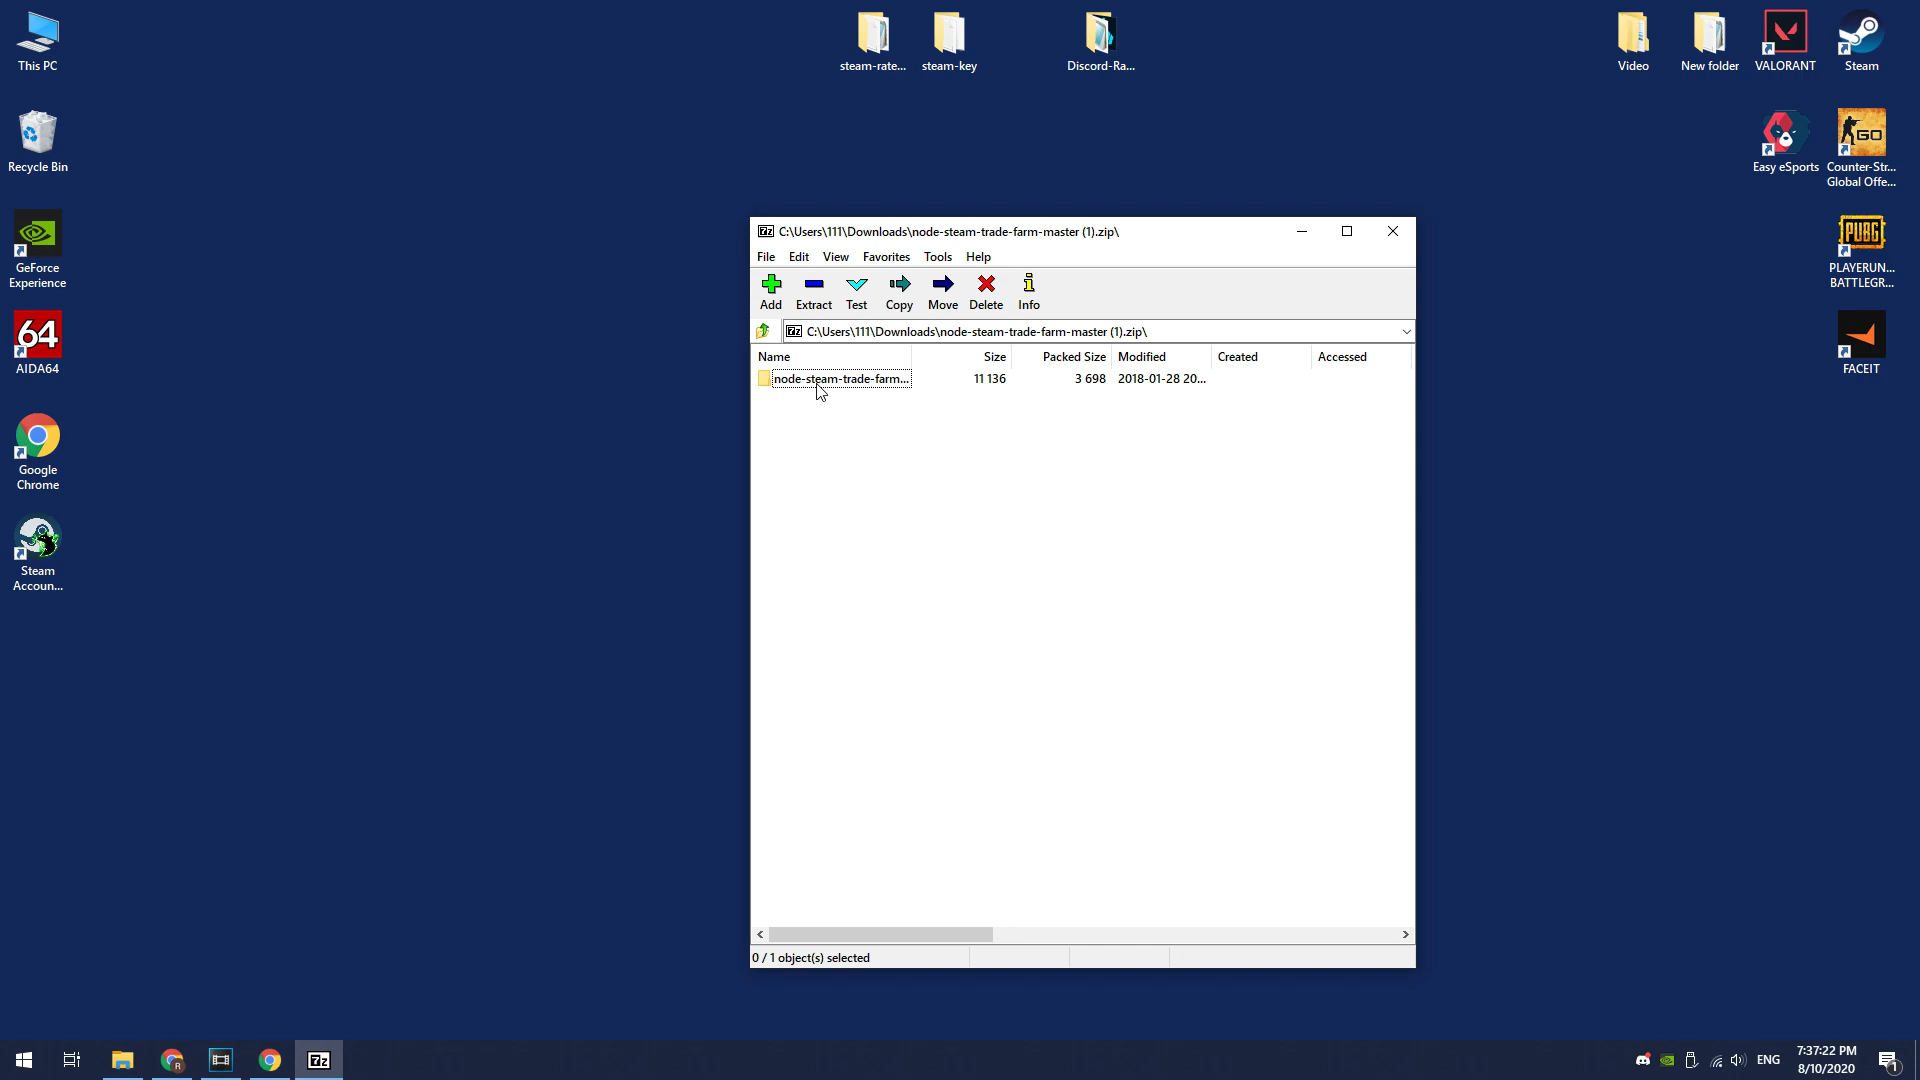 This PC
steam-rate...
steam-key
Discord-Ra...
Video
New folder
VALORANT
Steam
Recycle Bin
Easy eSports
GO
Counter-Str...
Global Offe...
GeForce
Experience
PUBG
PLAYERUN...
BATTLEGR...
64
AIDA64
FACEIT
Google
Chrome
Steam
Accoun...
7z C:\Users\111\Downloads\node-steam-trade-farm-master (1).zip\
File Edit View Favorites Tools Help
Add Extract Test Copy Move Delete Info
7z C:\Users\111\Downloads\node-steam-trade-farm-master (1).zip\
Name Size Packed Size Modified Created Accessed
node-steam-trade-farm... 11 136 3 698 2018-01-28 20...
0 / 1 object(s) selected
R
7z
ENG
7:37:22 PM
8/10/2020
1